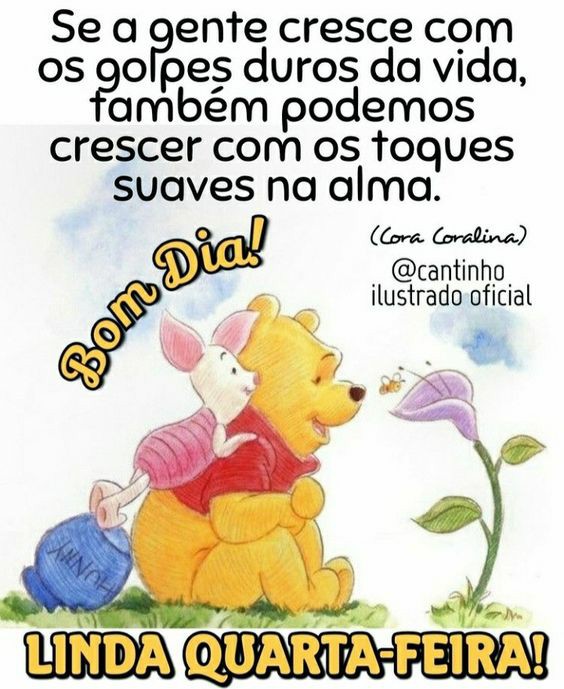 Se a gente cresce com
os golpes duros da vida,
também podemos
crescer com os toques
suaves na alma.
(Cora Coralina)
@cantinho
ilustrado oficial
Bom Dia!
HUNNY
LINDA QUARTA-FEIRA!